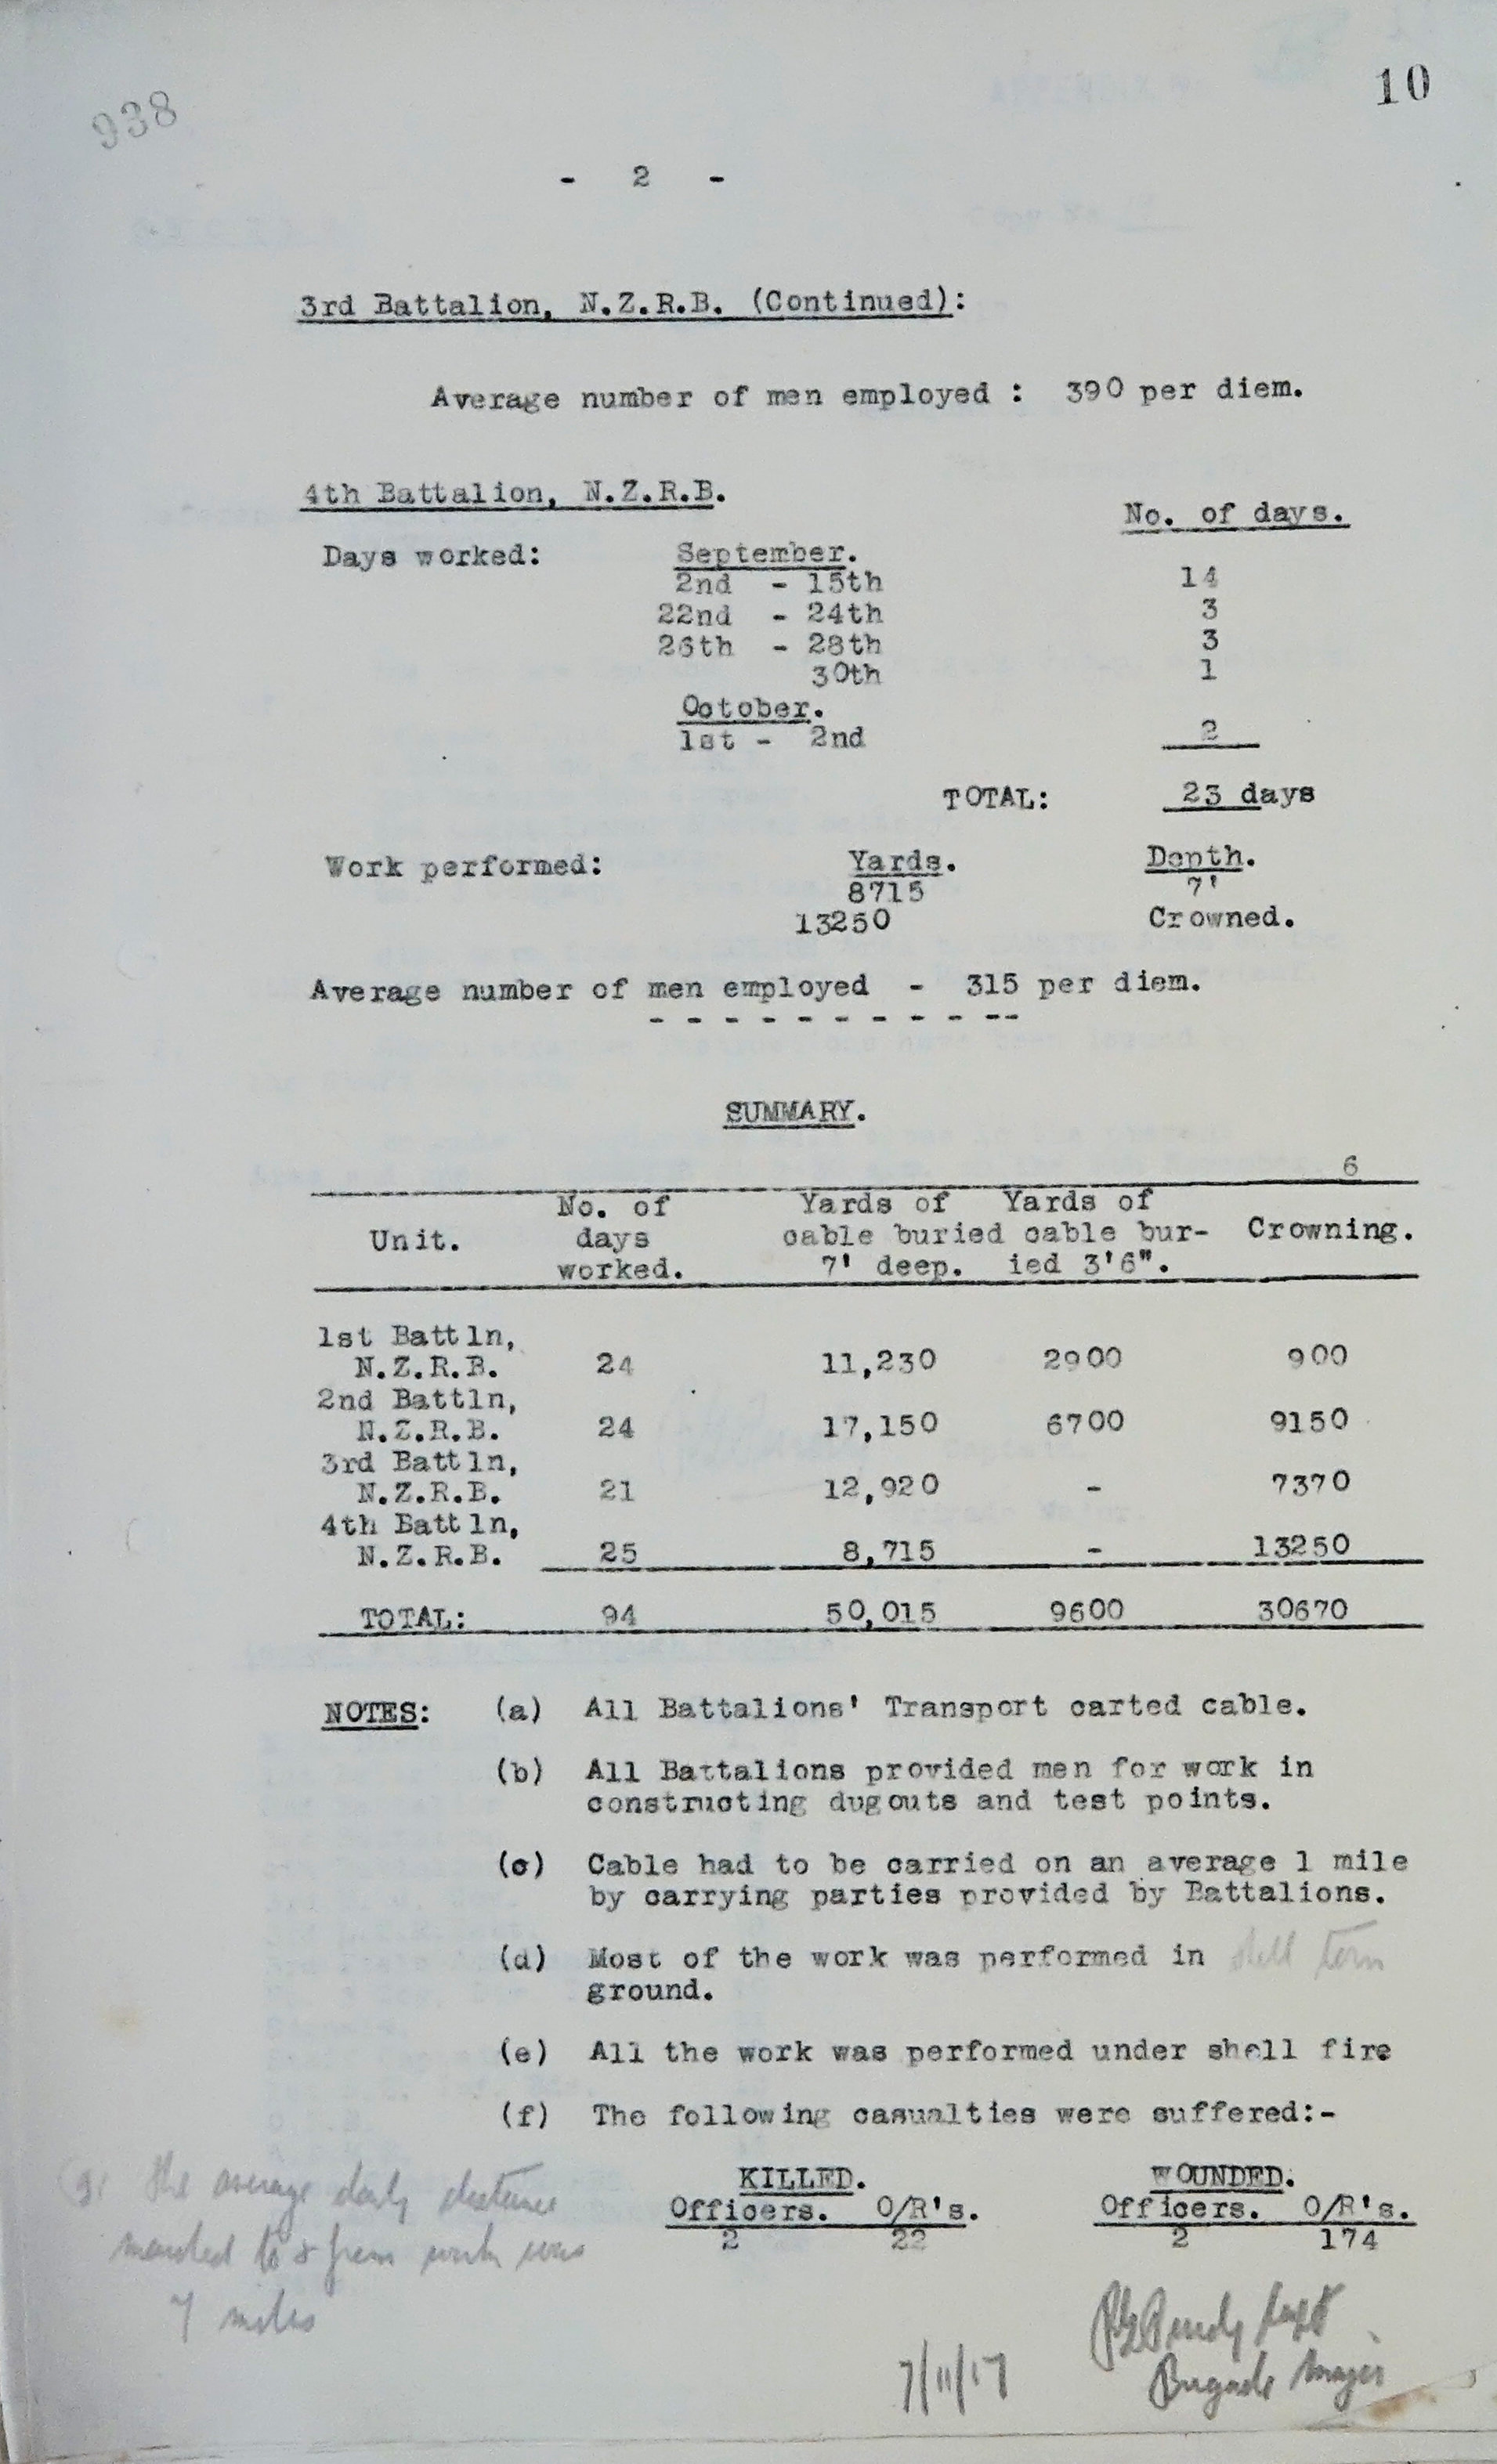 938
10
- 2 -
3rd Battalion, N.Z.R.B. (Continued):
Average number of men employed : 390 per diem.
4th Battalion, N.Z.R.B.
No. of days.
Days worked: September.
2nd - 15th 14
22nd - 24th 3
26th - 28th 3
30th 1
October.
1st - 2nd 2
TOTAL: 23 days
Work performed: Yards. Depth.
8715 7'
13250 Crowned.
Average number of men employed - 315 per diem.
- - - - - - - - - - --
SUMMARY.
6
No. of Yards of Yards of
Unit. days cable buried cable bur- Crowning.
worked. 7' deep. ied 3'6".
1st Battln,
N.Z.R.B. 24 11,230 2900 900
2nd Battln,
N.Z.R.B. 24 17,150 6700 9150
3rd Battln,
N.Z.R.B. 21 12,920 - 7370
4th Battln,
N.Z.R.B. 25 8,715 - 13250
TOTAL: 94 50,015 9600 30670
NOTES: (a) All Battalions' Transport carted cable.
(b) All Battalions provided men for work in
constructing dugouts and test points.
(c) Cable had to be carried on an average 1 mile
by carrying parties provided by Battalions.
(d) Most of the work was performed in shell torn
ground.
(e) All the work was performed under shell fire
(f) The following casualties were suffered:-
KILLED. WOUNDED.
Officers. O/R's. Officers. O/R's.
2 22 2 174
(g) The average daily distance
marched to & from work was
7 miles
Capt
7/11/17
Brigade Major